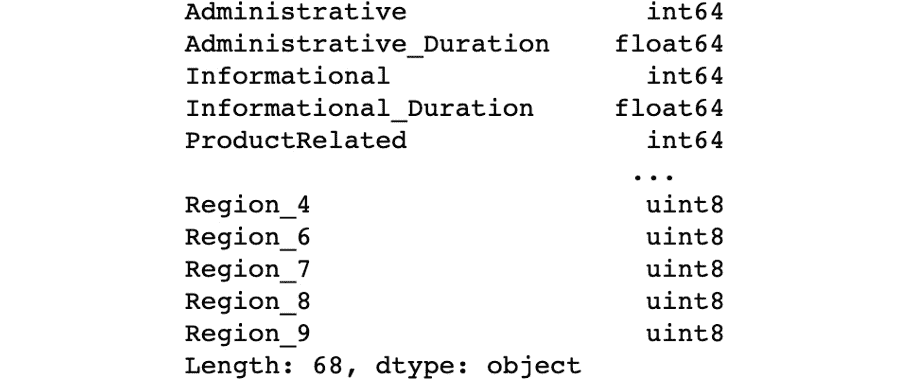 Administrative int64
Administrative_Duration float64
Informational int64
Informational_Duration float64
ProductRelated int64
...
Region_4 uint8
Region_6 uint8
Region_7 uint8
Region_8 uint8
Region_9 uint8
Length: 68, dtype: object